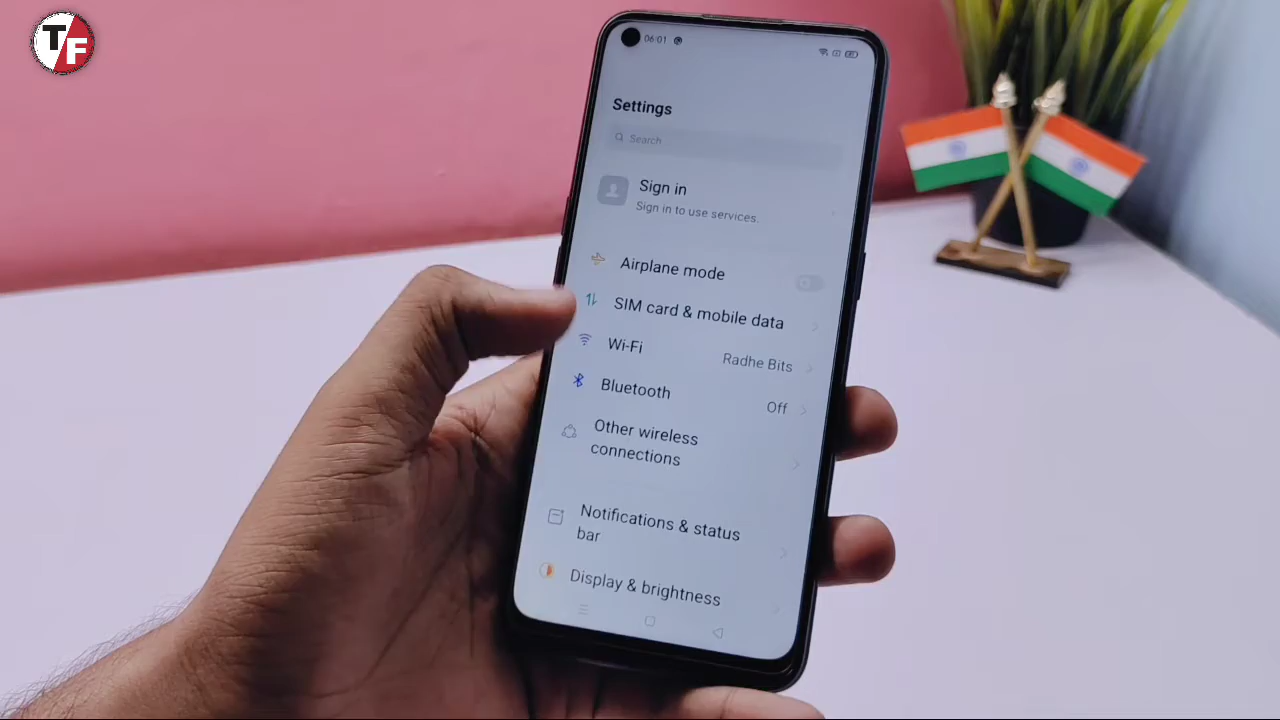 TF
06:01
Settings
Search
Sign in
Sign in to use services.
Airplane mode
SIM card & mobile data
Wi-Fi
Radhe Bits
Bluetooth
Off
Other wireless
connections
Notifications & status
bar
Display & brightness